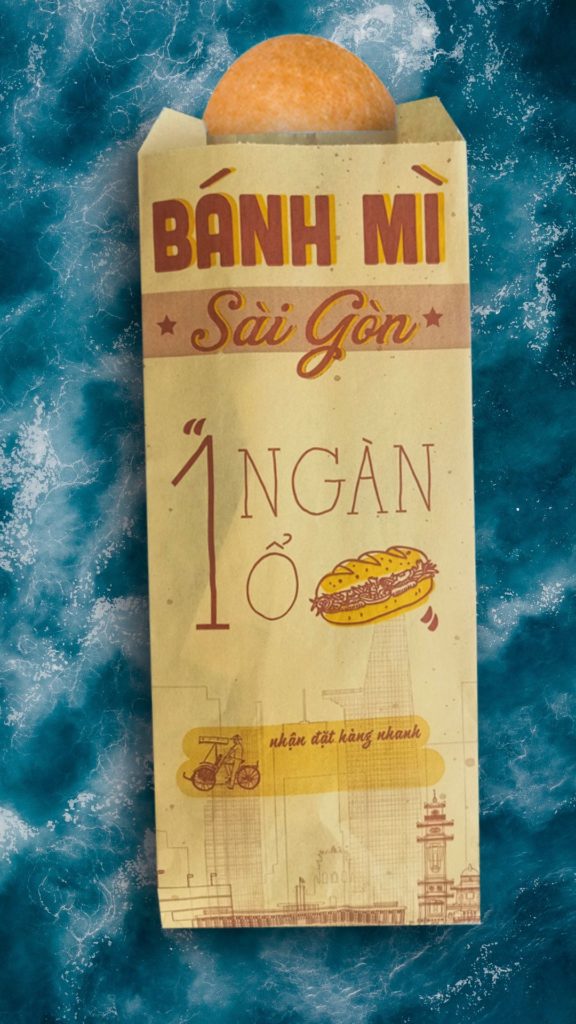 BÁNH MÌ
Sài Gòn
“1 NGÀN
Ổ ”
nhận đặt hàng nhanh